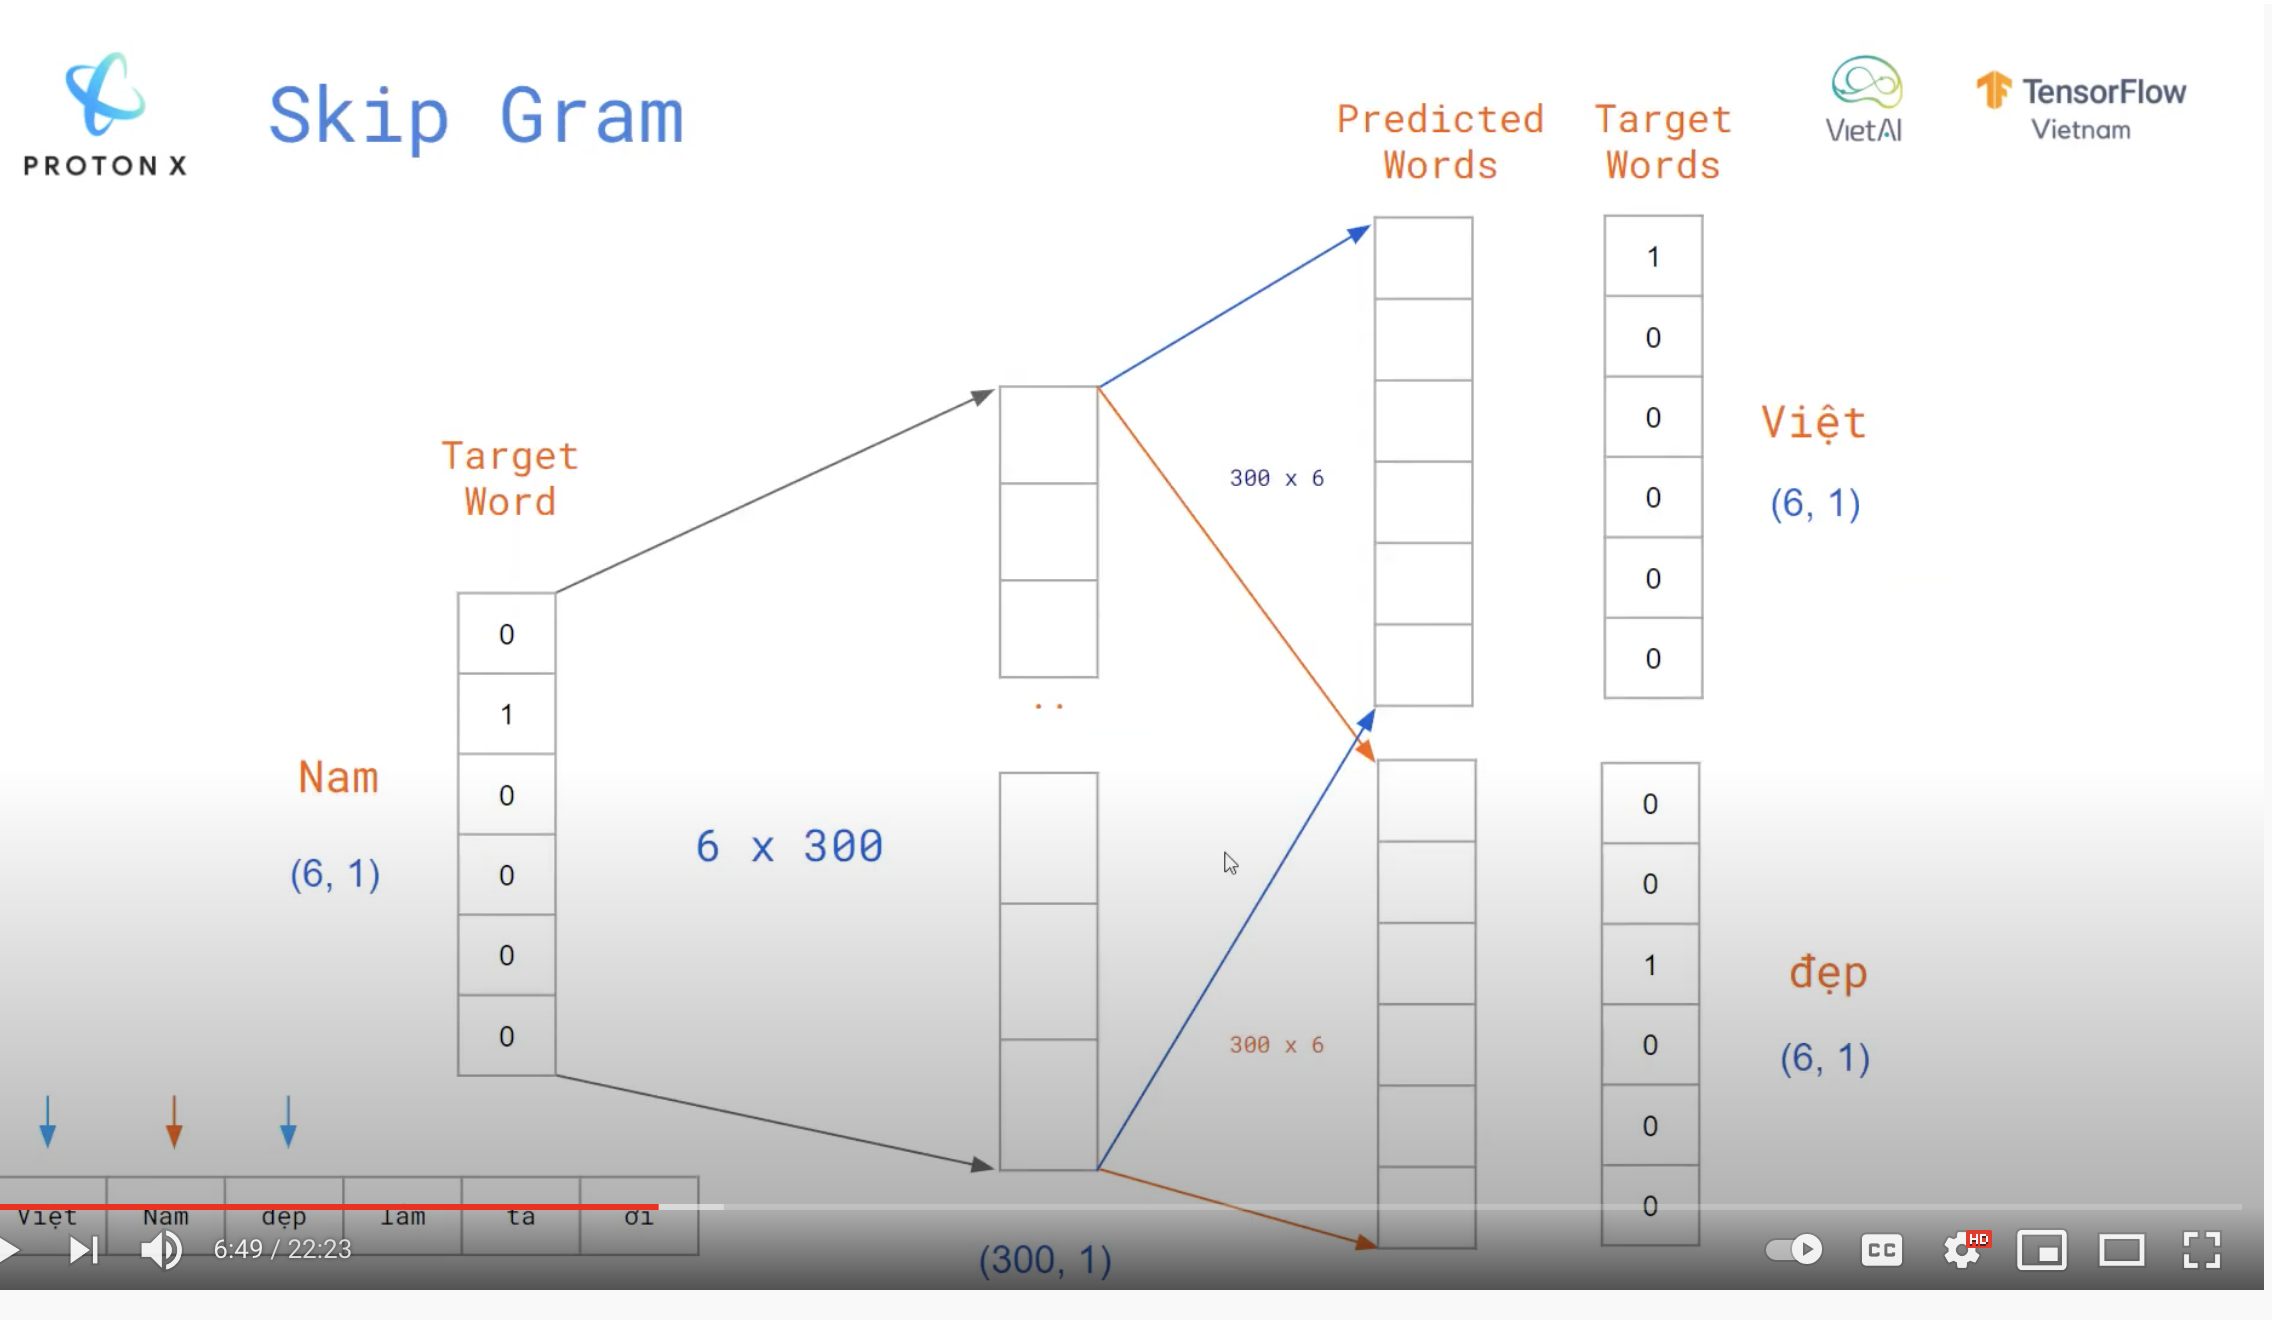 PROTON X
Skip Gram
Predicted
Words
Target
Words
VietAI
TensorFlow
Vietnam
1
0
0
0
0
0
Việt
(6, 1)
300 x 6
Target
Word
0
1
0
0
0
0
Nam
(6, 1)
6 x 300
..
0
0
1
0
0
0
đẹp
(6, 1)
300 x 6
(300, 1)
Việt Nam đẹp lắm ta ơi
6:49 / 22:23
CC
HD